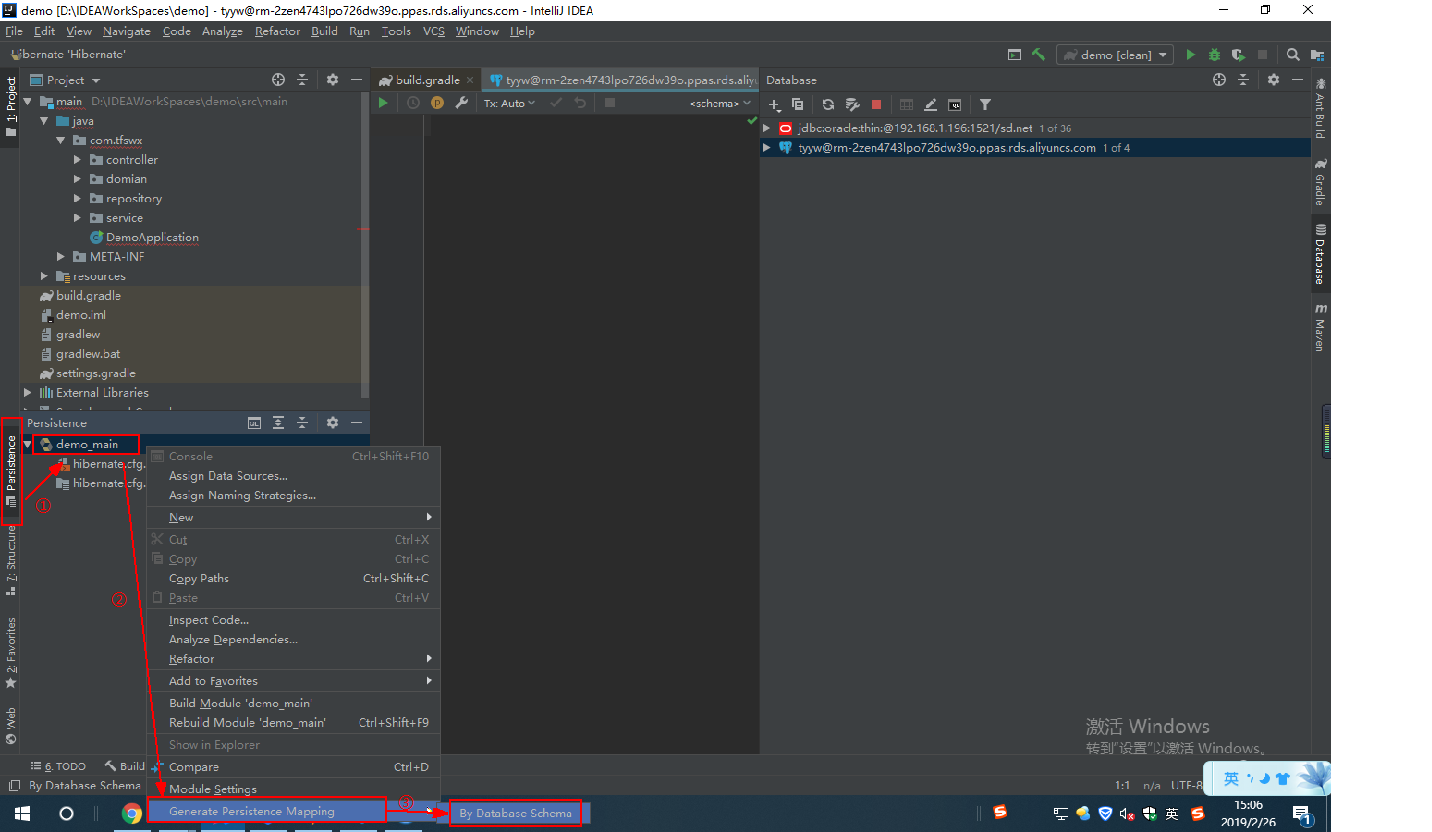 demo [D:\IDEAWorkSpaces\demo] - tyyw@rm-2zen4743lpo726dw39o.ppas.rds.aliyuncs.com - IntelliJ IDEA
File Edit View Navigate Code Analyze Refactor Build Run Tools VCS Window Help
Hibernate 'Hibernate'
demo [clean]
1: Project
Project
build.gradle
tyyw@rm-2zen4743lpo726dw39o.ppas.rds.aliyu
Database
main D:\IDEAWorkSpaces\demo\src\main
Tx: Auto
<schema>
java
com.tfswx
controller
domian
repository
service
DemoApplication
META-INF
resources
build.gradle
demo.iml
gradlew
gradlew.bat
settings.gradle
External Libraries
jdbc:oracle:thin:@192.168.1.196:1521/sd.net 1 of 36
tyyw@rm-2zen4743lpo726dw39o.ppas.rds.aliyuncs.com 1 of 4
Ant Build
Gradle
Database
Maven
Persistence
Persistence
demo_main
hibernate.cfg.
hibernate.cfg.
①
②
③
7: Structure
2: Favorites
Web
Console Ctrl+Shift+F10
Assign Data Sources...
Assign Naming Strategies...
New
Cut Ctrl+X
Copy Ctrl+C
Copy Paths Ctrl+Shift+C
Paste Ctrl+V
Inspect Code...
Analyze Dependencies...
Refactor
Add to Favorites
Build Module 'demo_main'
Rebuild Module 'demo_main' Ctrl+Shift+F9
Show in Explorer
Compare Ctrl+D
Module Settings
Generate Persistence Mapping
By Database Schema
激活 Windows
转到"设置"以激活 Windows。
6: TODO
Build
By Database Schema
1:1 n/a UTF-8
英
英
15:06
2019/2/26
1